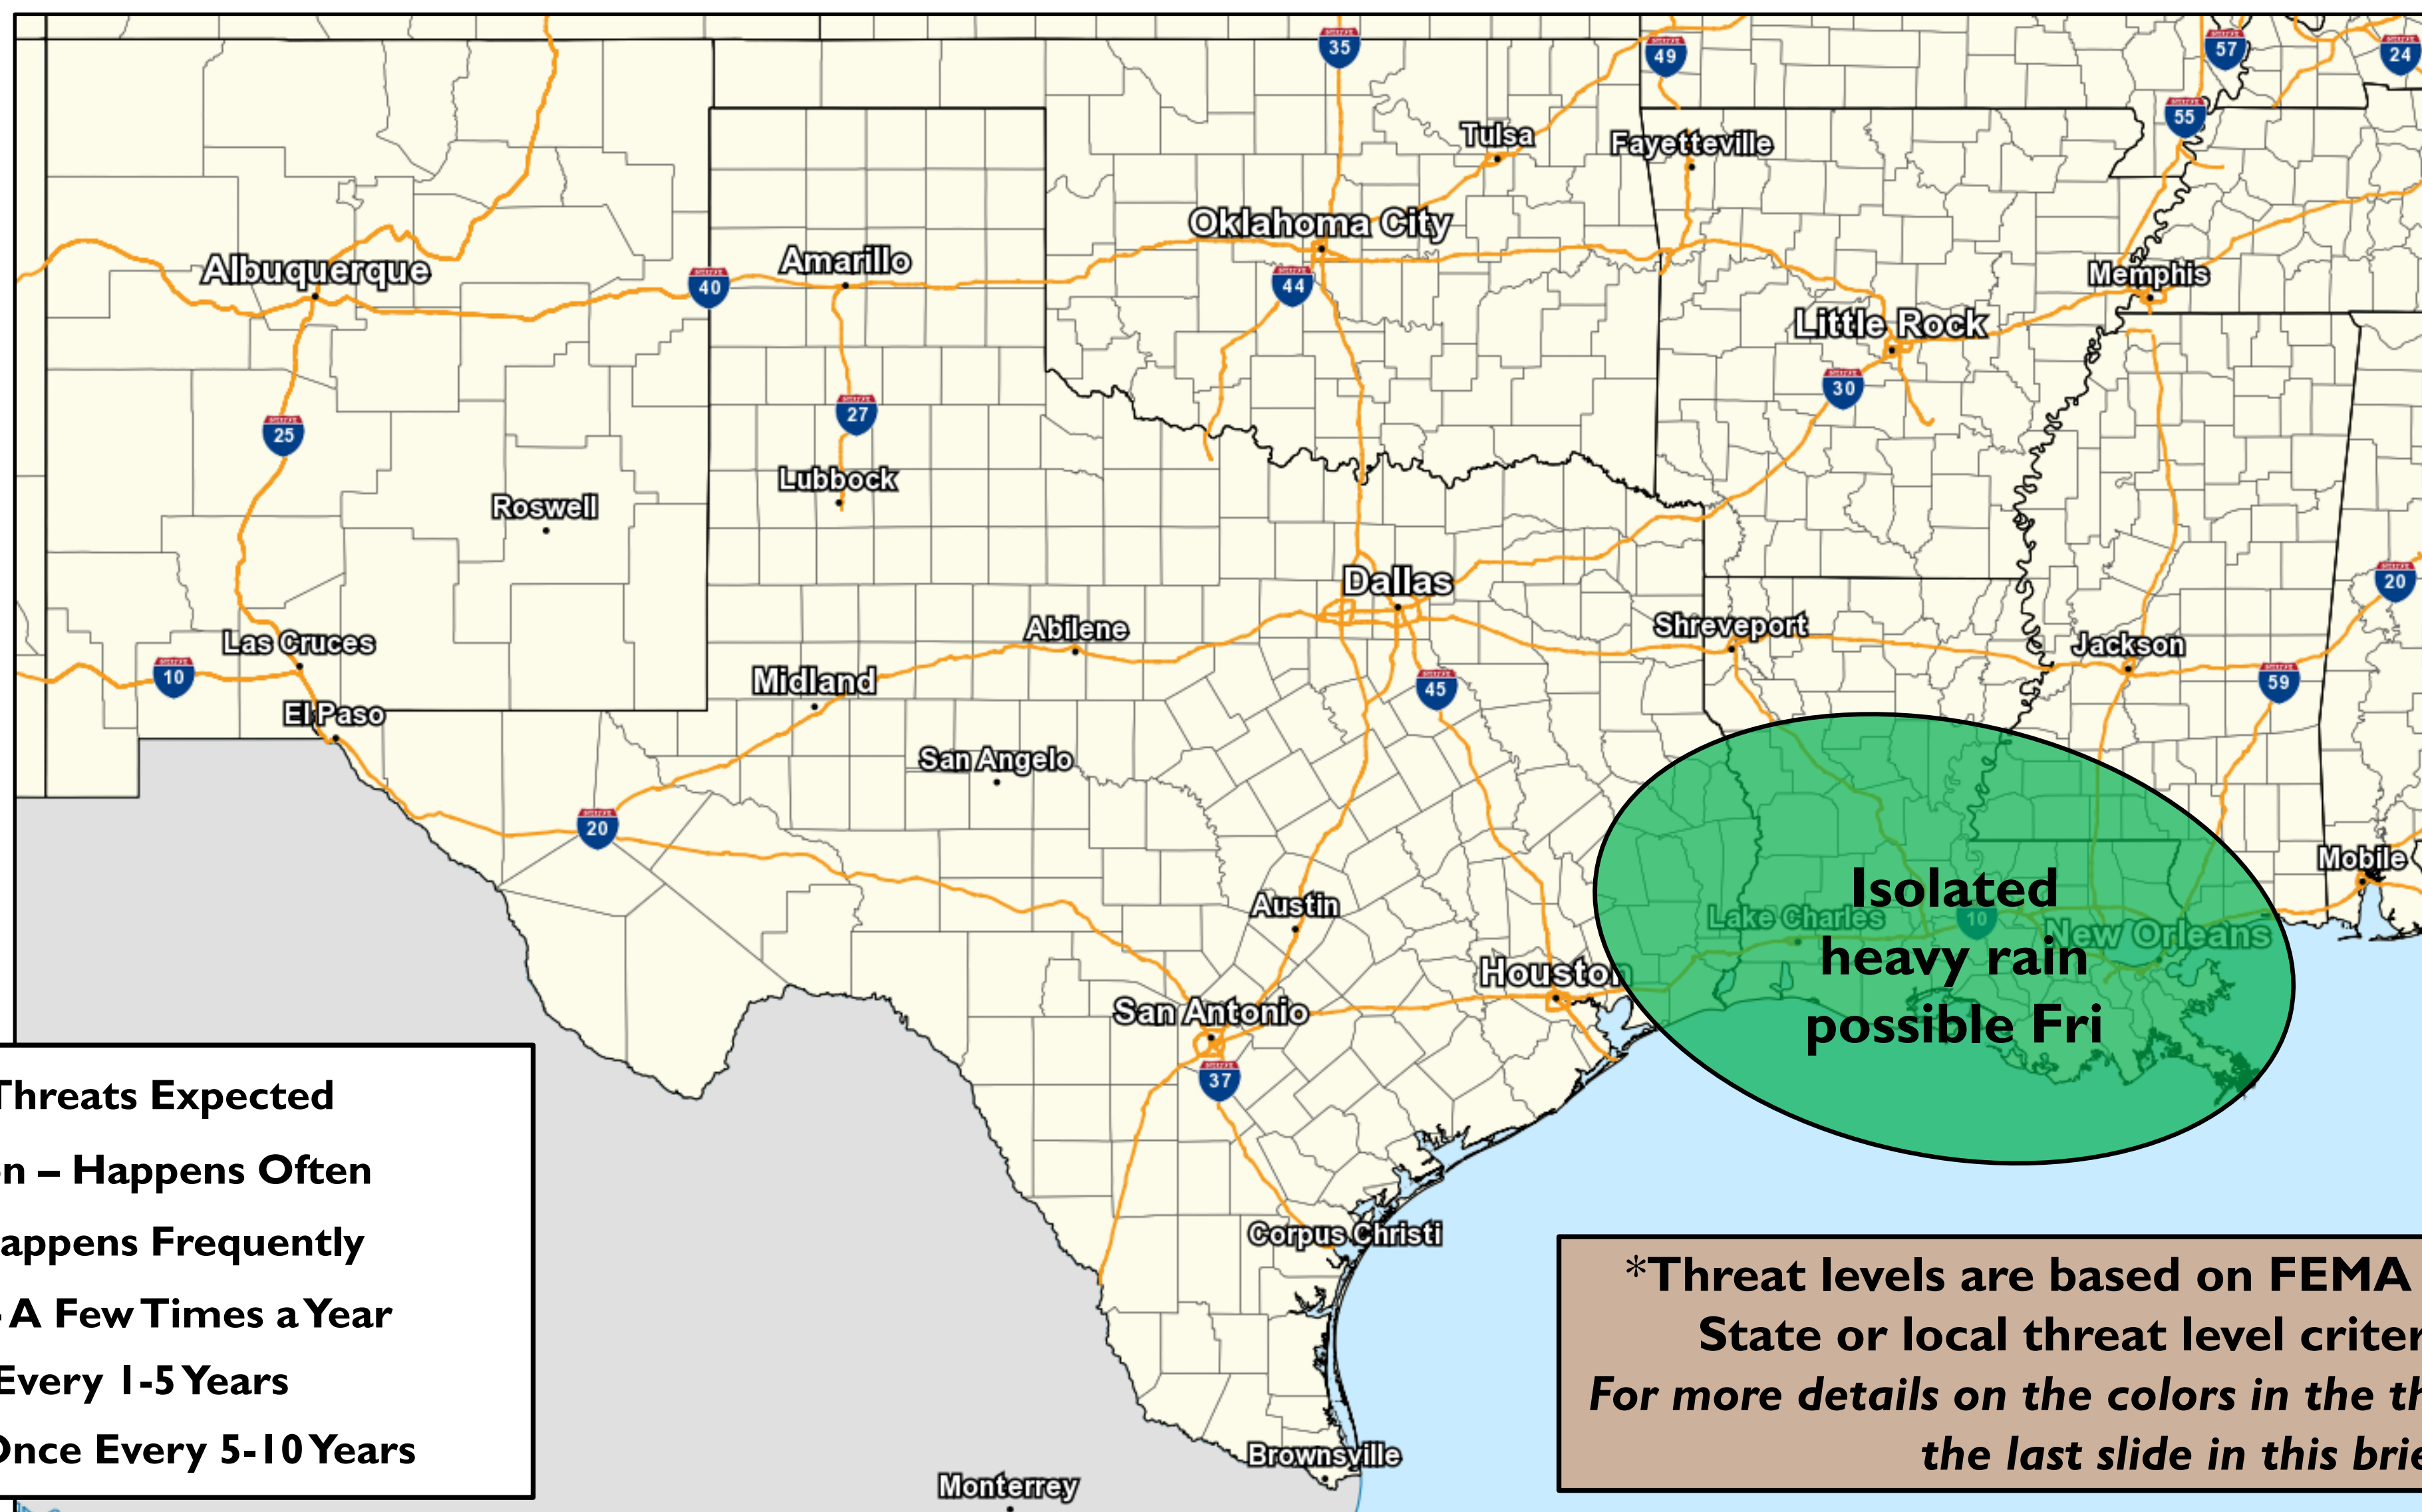 35
49
57
24
55
Tulsa
Fayetteville
Oklahoma City
Albuquerque
Amarillo
40
44
Memphis
Little Rock
30
27
25
Lubbock
Roswell
Dallas
20
Abilene
Shreveport
Las Cruces
Jackson
10
Midland
45
59
El Paso
San Angelo
20
Mobile
Austin
Lake Charles
10
New Orleans
Isolated
heavy rain
possible Fri
Houston
San Antonio
37
Corpus Christi
Brownsville
Monterrey
Threats Expected
n – Happens Often
appens Frequently
- A Few Times a Year
Every 1-5 Years
Once Every 5-10 Years
*Threat levels are based on FEMA
State or local threat level criter
For more details on the colors in the th
the last slide in this brie